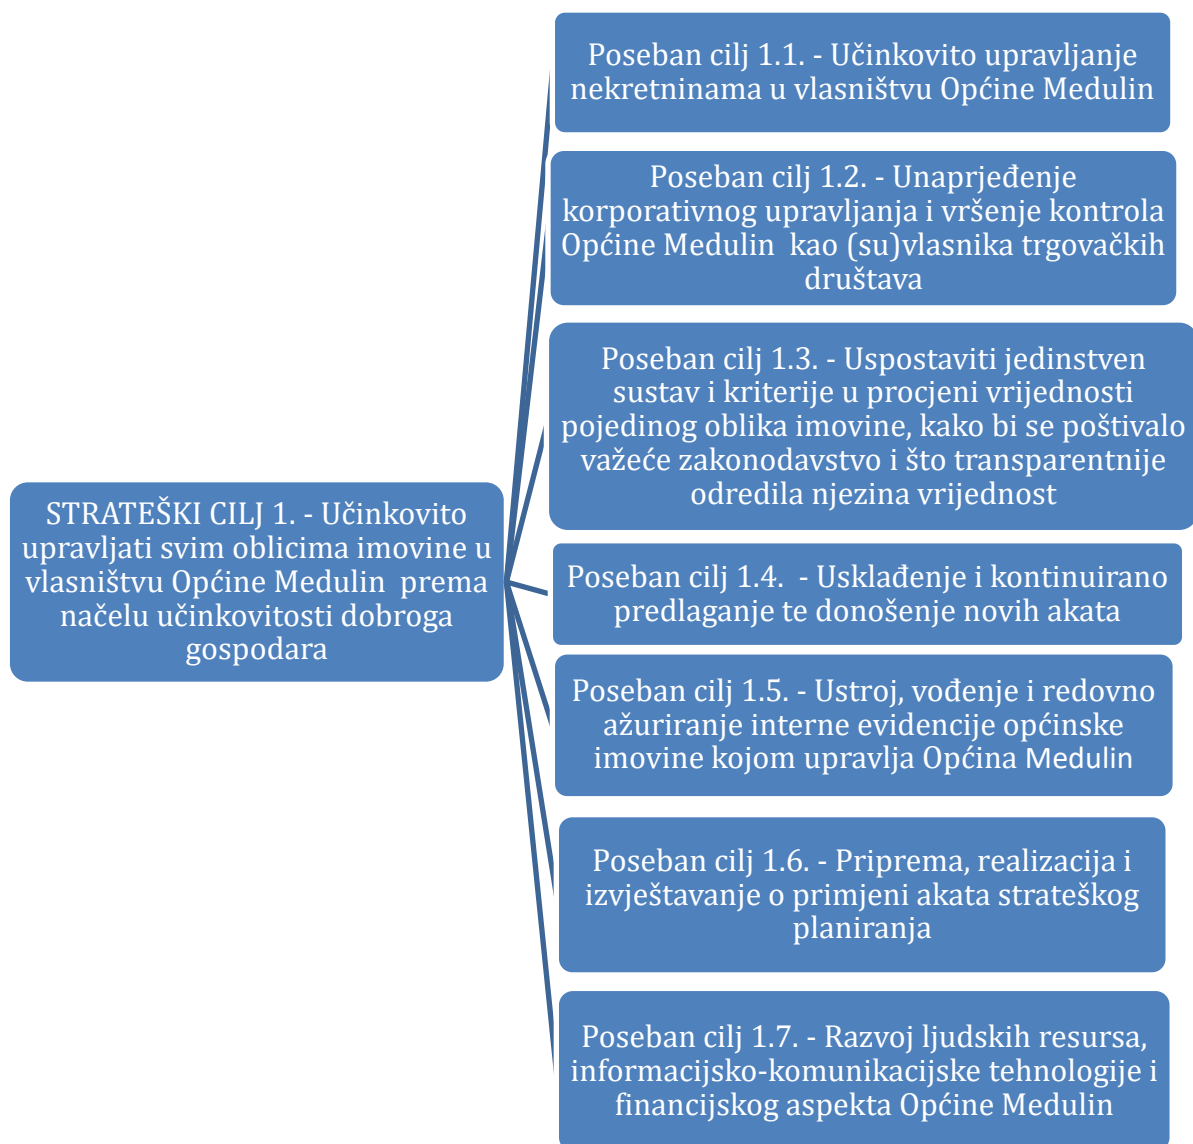 STRATEŠKI CILJ 1. - Učinkovito
upravljati svim oblicima imovine u
vlasništvu Općine Medulin  prema
načelu učinkovitosti dobroga
gospodara
Poseban cilj 1.1. - Učinkovito upravljanje
nekretninama u vlasništvu Općine Medulin
Poseban cilj 1.2. - Unaprjeđenje
korporativnog upravljanja i vršenje kontrola
Općine Medulin  kao (su)vlasnika trgovačkih
društava
Poseban cilj 1.3. - Uspostaviti jedinstven
sustav i kriterije u procjeni vrijednosti
pojedinog oblika imovine, kako bi se poštivalo
važeće zakonodavstvo i što transparentnije
odredila njezina vrijednost
Poseban cilj 1.4.  - Usklađenje i kontinuirano
predlaganje te donošenje novih akata
Poseban cilj 1.5. - Ustroj, vođenje i redovno
ažuriranje interne evidencije općinske
imovine kojom upravlja Općina Medulin
Poseban cilj 1.6. - Priprema, realizacija i
izvještavanje o primjeni akata strateškog
planiranja
Poseban cilj 1.7. - Razvoj ljudskih resursa,
informacijsko-komunikacijske tehnologije i
financijskog aspekta Općine Medulin